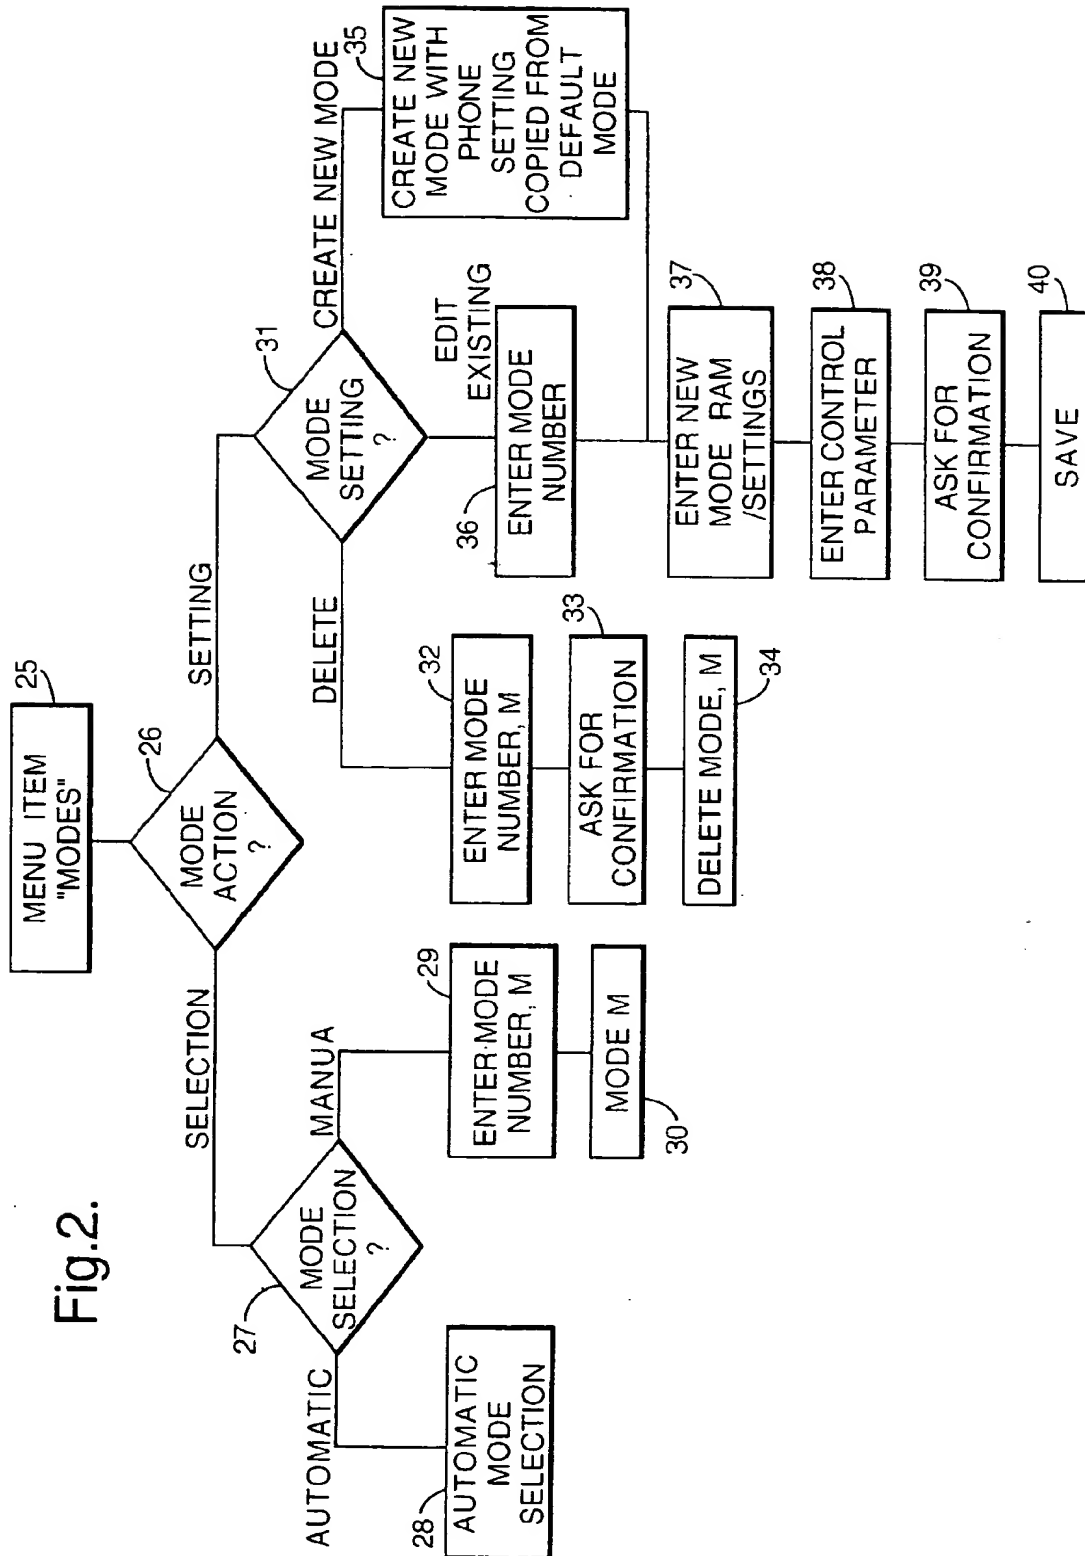 Fig.2.
MENU ITEM
"MODES"
25
26
MODE
ACTION
?
SELECTION
SETTING
27
MODE
SELECTION
?
AUTOMATIC
MANUA
28
AUTOMATIC
MODE
SELECTION
29
ENTER MODE
NUMBER, M
MODE M
30
31
MODE
SETTING
?
DELETE
EDIT
EXISTING
CREATE NEW MODE
32
ENTER MODE
NUMBER, M
33
ASK FOR
CONFIRMATION
34
DELETE MODE, M
35
CREATE NEW
MODE WITH
PHONE
SETTING
COPIED FROM
DEFAULT
MODE
36
ENTER MODE
NUMBER
37
ENTER NEW
MODE RAM
/SETTINGS
38
ENTER CONTROL
PARAMETER
39
ASK FOR
CONFIRMATION
40
SAVE